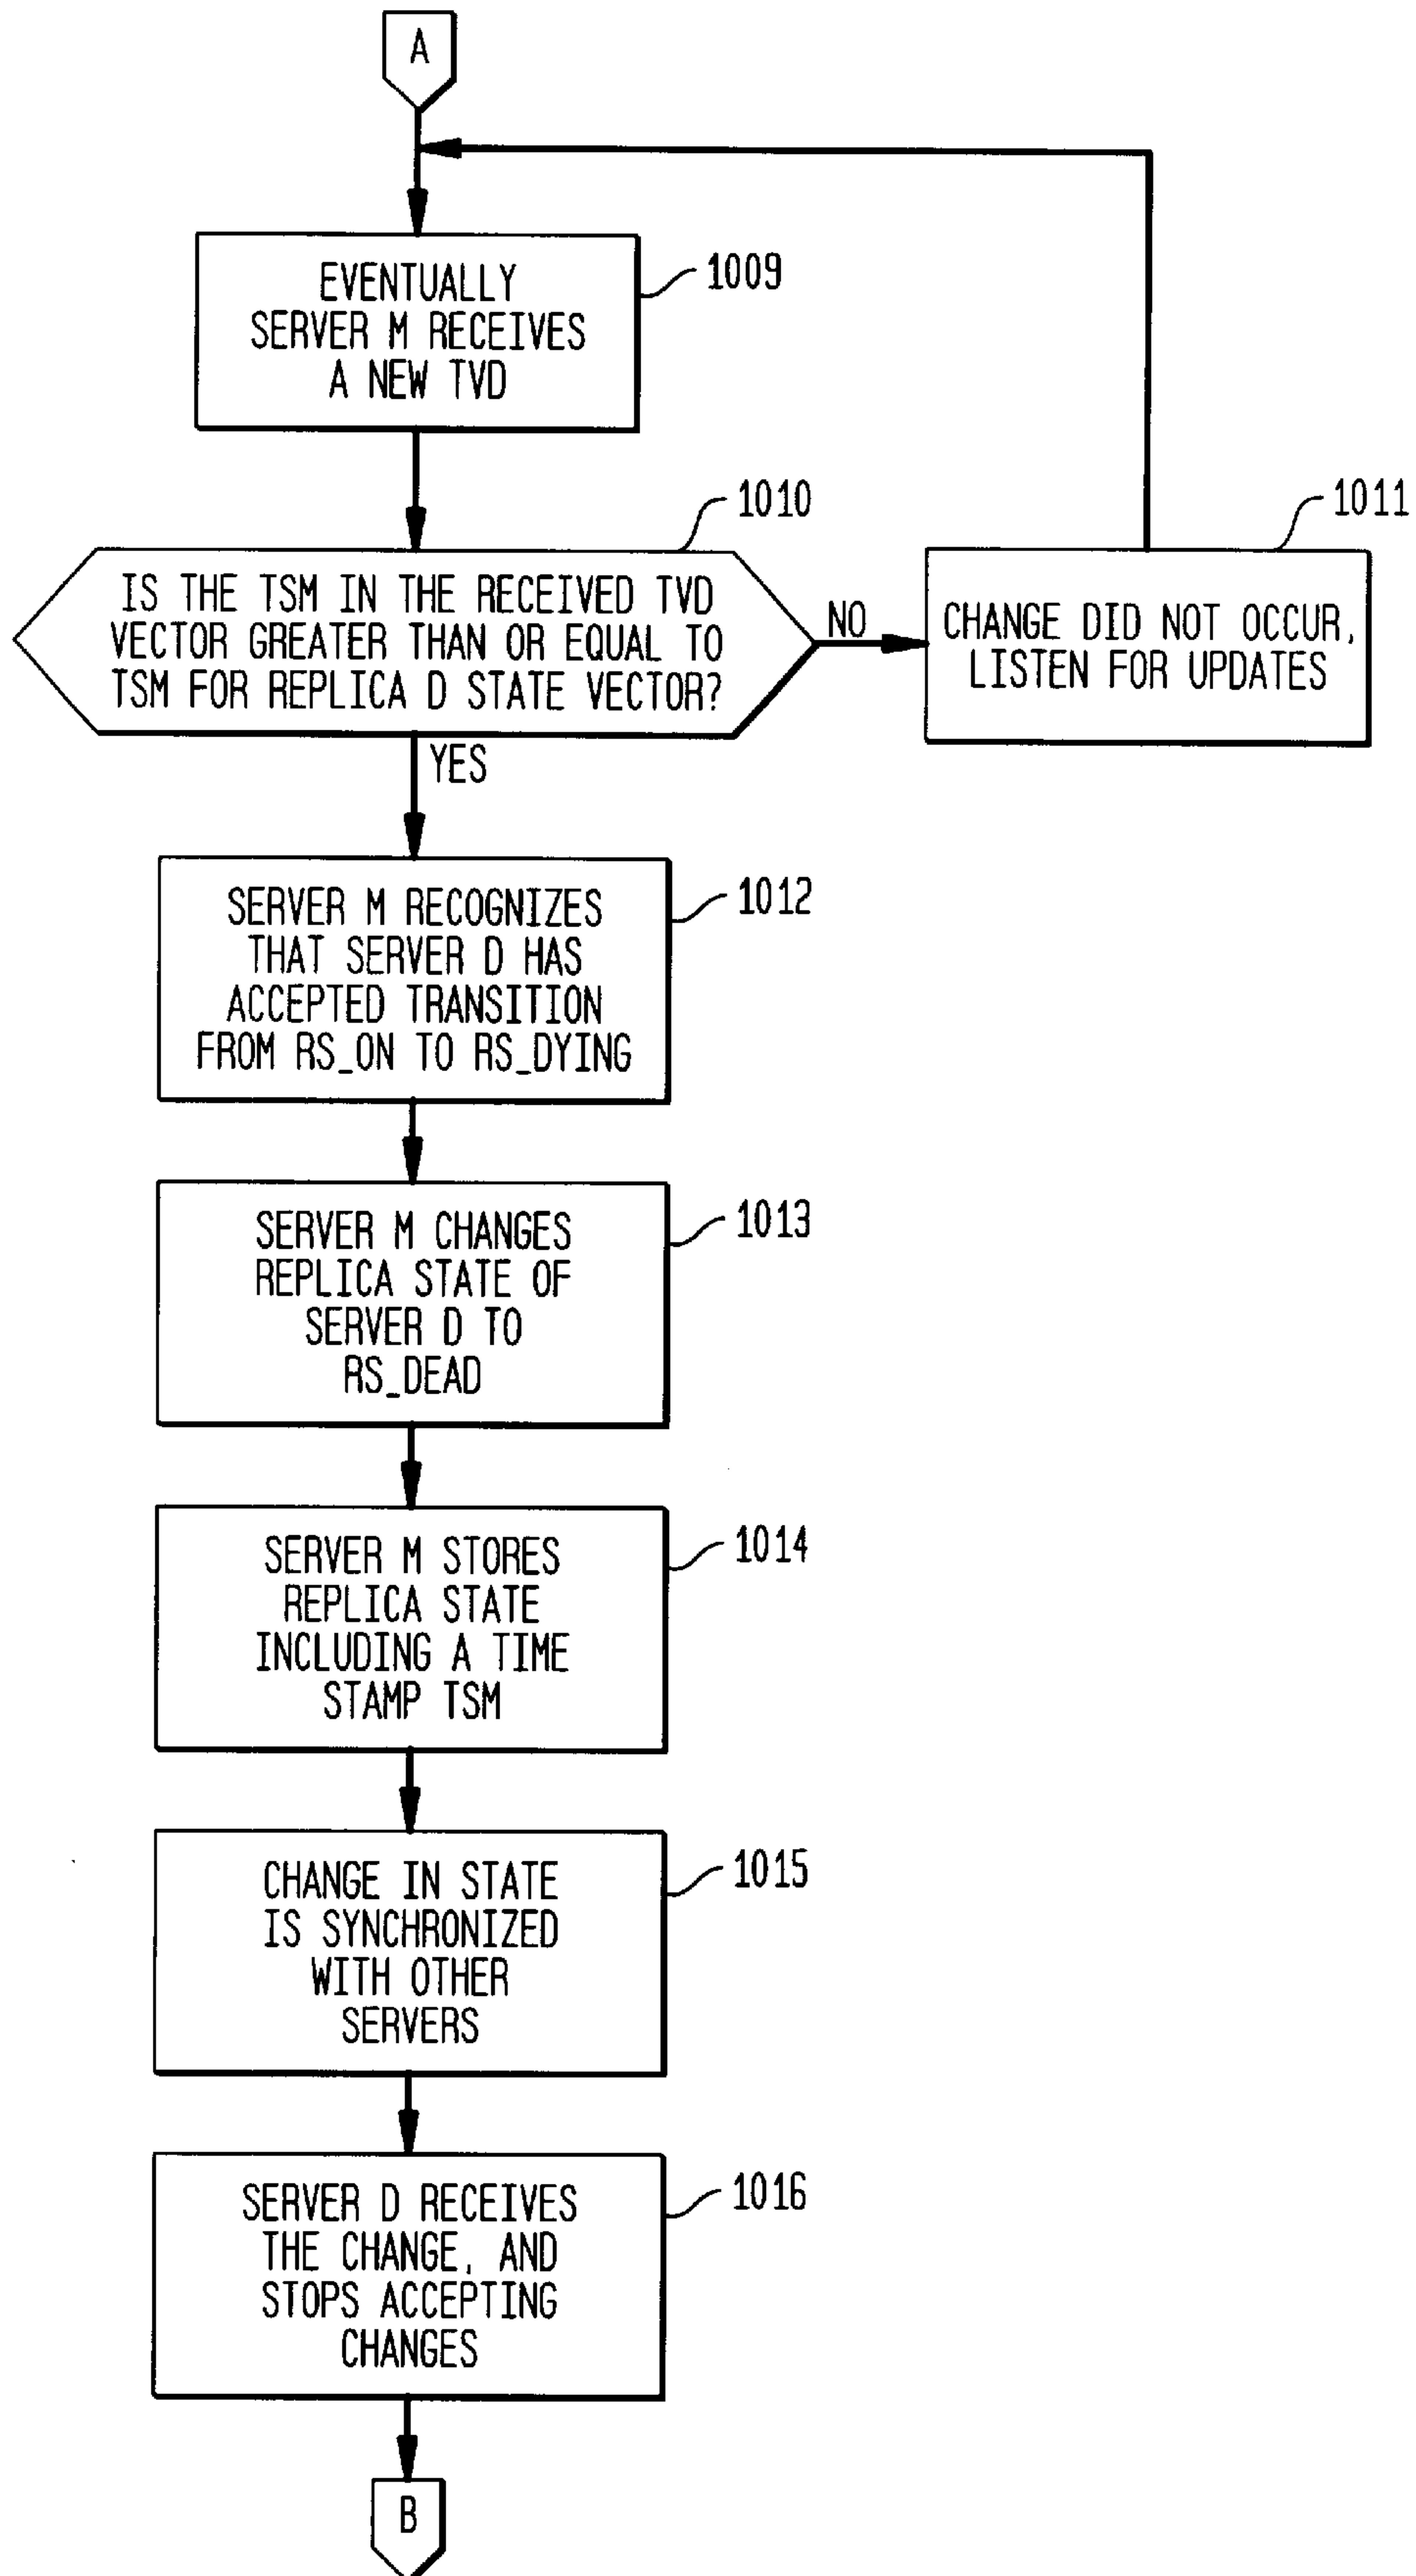 A
EVENTUALLY
SERVER M RECEIVES
A NEW TVD
1009
1010
IS THE TSM IN THE RECEIVED TVD
VECTOR GREATER THAN OR EQUAL TO
TSM FOR REPLICA D STATE VECTOR?
NO
1011
CHANGE DID NOT OCCUR,
LISTEN FOR UPDATES
YES
SERVER M RECOGNIZES
THAT SERVER D HAS
ACCEPTED TRANSITION
FROM RS_ON TO RS_DYING
1012
SERVER M CHANGES
REPLICA STATE OF
SERVER D TO
RS_DEAD
1013
SERVER M STORES
REPLICA STATE
INCLUDING A TIME
STAMP TSM
1014
CHANGE IN STATE
IS SYNCHRONIZED
WITH OTHER
SERVERS
1015
SERVER D RECEIVES
THE CHANGE, AND
STOPS ACCEPTING
CHANGES
1016
B